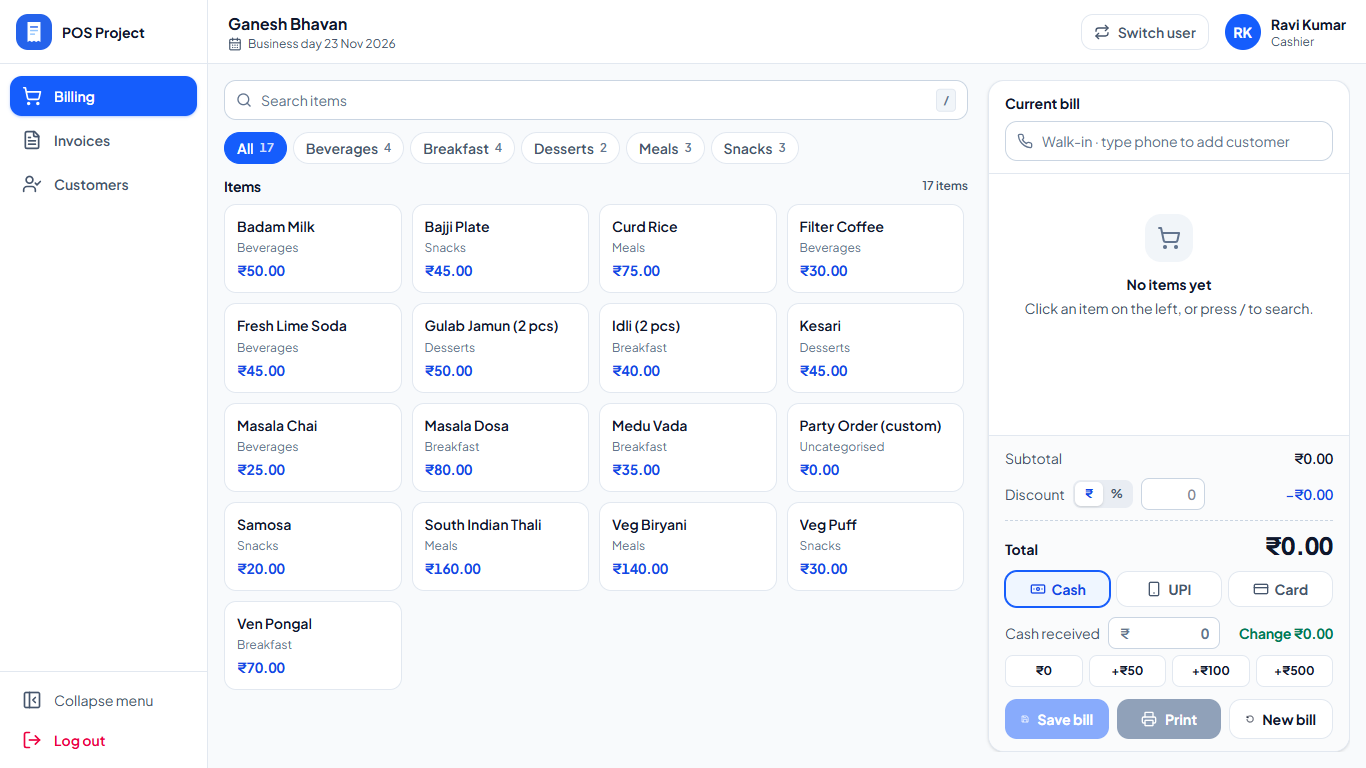 POS Project
Ganesh Bhavan
Business day 23 Nov 2026
Switch user
RK
Ravi Kumar
Cashier
Billing
Invoices
Customers
Collapse menu
Log out
Search items
/
All 17
Beverages 4
Breakfast 4
Desserts 2
Meals 3
Snacks 3
Items
17 items
Badam Milk
Beverages
₹50.00
Bajji Plate
Snacks
₹45.00
Curd Rice
Meals
₹75.00
Filter Coffee
Beverages
₹30.00
Fresh Lime Soda
Beverages
₹45.00
Gulab Jamun (2 pcs)
Desserts
₹50.00
Idli (2 pcs)
Breakfast
₹40.00
Kesari
Desserts
₹45.00
Masala Chai
Beverages
₹25.00
Masala Dosa
Breakfast
₹80.00
Medu Vada
Breakfast
₹35.00
Party Order (custom)
Uncategorised
₹0.00
Samosa
Snacks
₹20.00
South Indian Thali
Meals
₹160.00
Veg Biryani
Meals
₹140.00
Veg Puff
Snacks
₹30.00
Ven Pongal
Breakfast
₹70.00
Current bill
Walk-in · type phone to add customer
No items yet
Click an item on the left, or press / to search.
Subtotal ₹0.00
Discount ₹ % 0 −₹0.00
Total ₹0.00
Cash
UPI
Card
Cash received ₹ 0 Change ₹0.00
₹0
+₹50
+₹100
+₹500
Save bill
Print
New bill